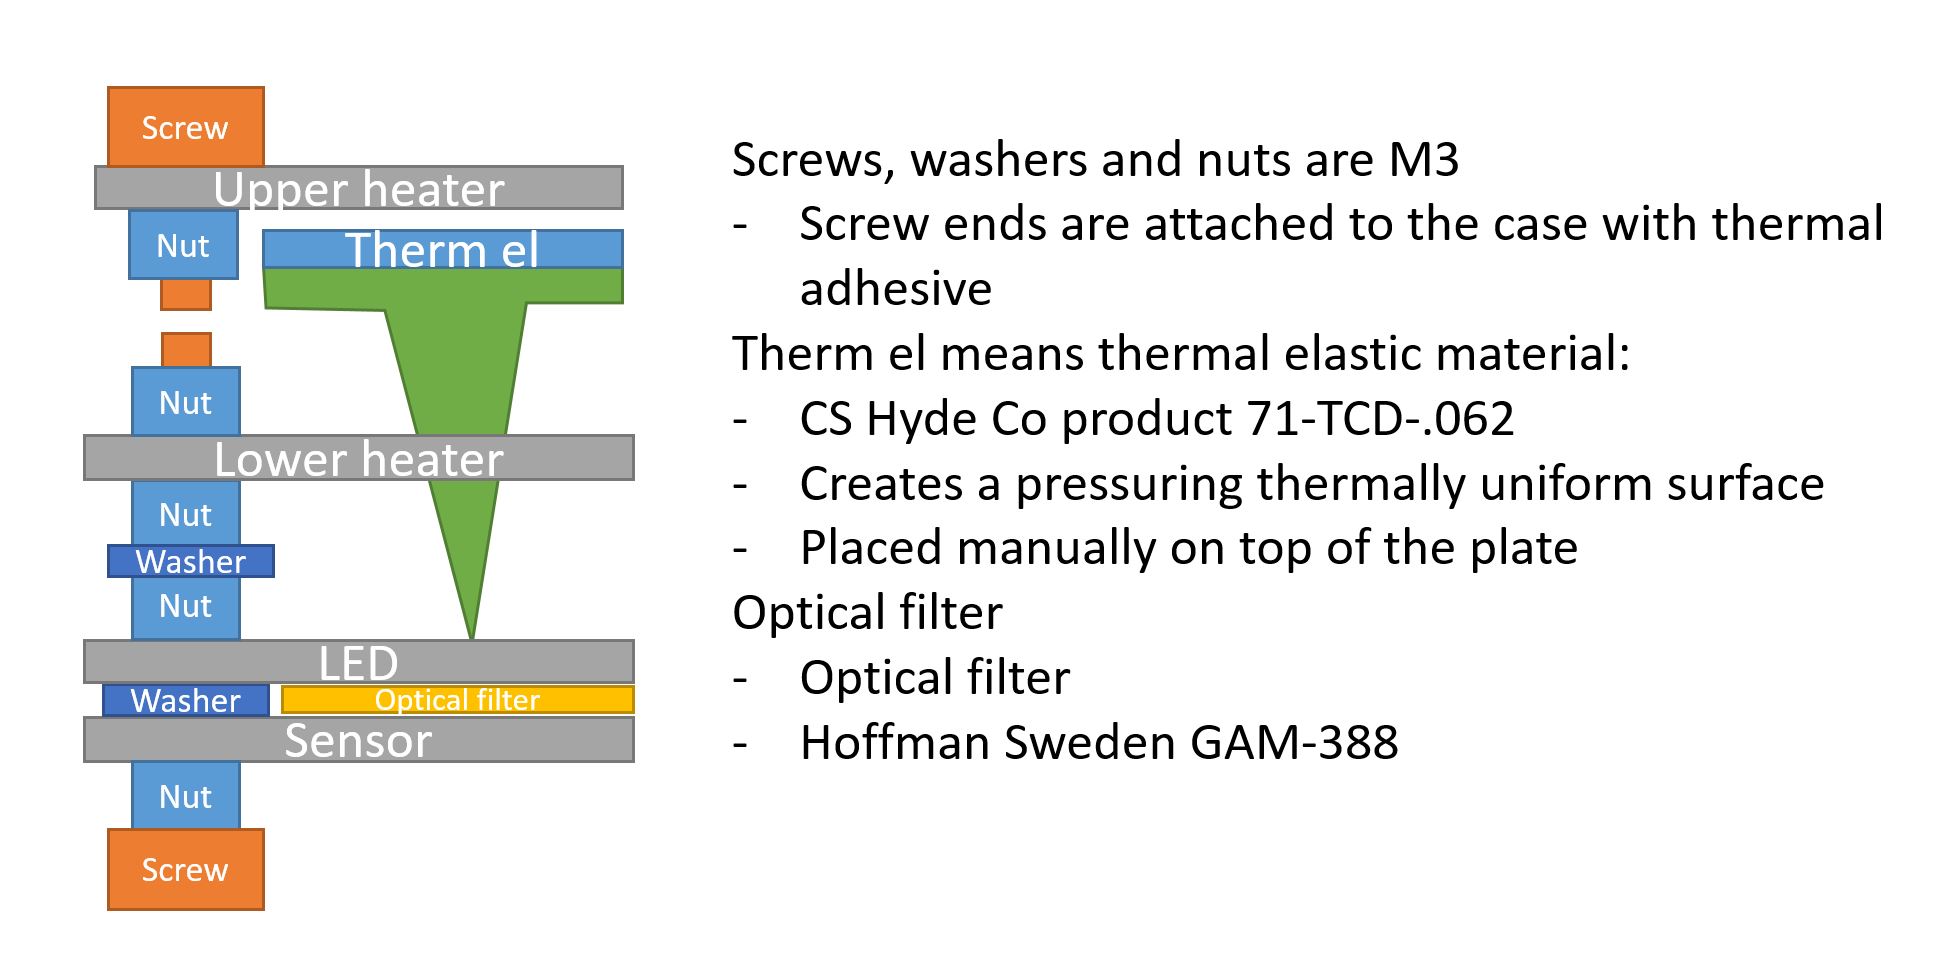 Screw
Upper heater
Nut
Therm el
Nut
Lower heater
Nut
Washer
Nut
LED
Washer
Optical filter
Sensor
Nut
Screw
Screws, washers and nuts are M3
- Screw ends are attached to the case with thermal
adhesive
Therm el means thermal elastic material:
- CS Hyde Co product 71-TCD-.062
- Creates a pressuring thermally uniform surface
- Placed manually on top of the plate
Optical filter
- Optical filter
- Hoffman Sweden GAM-388